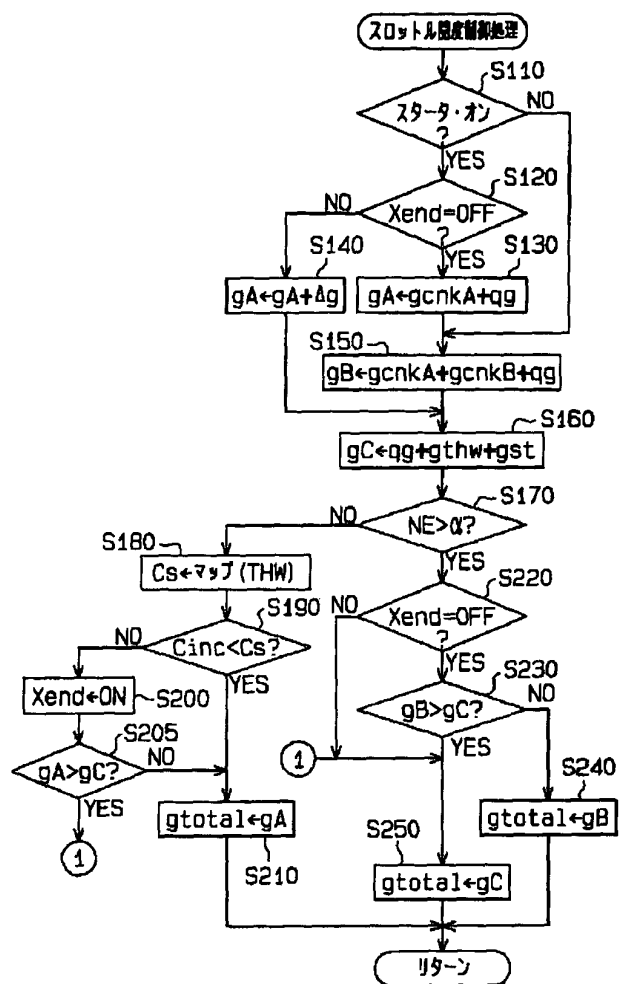 スロットル開度制御処理
S110
スタータ・オン
?
NO
YES
S120
Xend=OFF
?
NO
YES
S140
S130
gA←gA+Δg
gA←gcnkA+qg
S150
gB←gcnkA+gcnkB+qg
S160
gC←qg+gthw+gst
S170
NE>α?
NO
YES
S180
Cs←マップ(THW)
S220
Xend=OFF
?
NO
YES
S190
Cinc<Cs?
NO
YES
S200
Xend←ON
S230
gB>gC?
NO
YES
S205
gA>gC?
NO
YES
1
1
S240
gtotal←gB
gtotal←gA
S210
S250
gtotal←gC
リターン